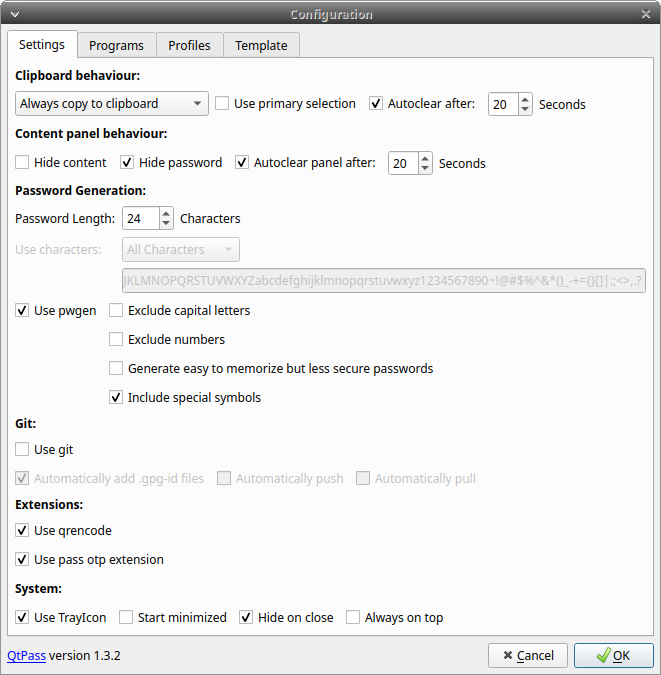 Configuration
Settings Programs Profiles Template
Clipboard behaviour:
Always copy to clipboard Use primary selection Autoclear after: 20 Seconds
Content panel behaviour:
Hide content Hide password Autoclear panel after: 20 Seconds
Password Generation:
Password Length: 24 Characters
Use characters: All Characters
JKLMNOPQRSTUVWXYZabcdefghijklmnopqrstuvwxyz1234567890~!@#$%^&*()_-+={}[]|:;<>,.?
Use pwgen Exclude capital letters
Exclude numbers
Generate easy to memorize but less secure passwords
Include special symbols
Git:
Use git
Automatically add .gpg-id files Automatically push Automatically pull
Extensions:
Use qrencode
Use pass otp extension
System:
Use TrayIcon Start minimized Hide on close Always on top
QtPass version 1.3.2 Cancel OK